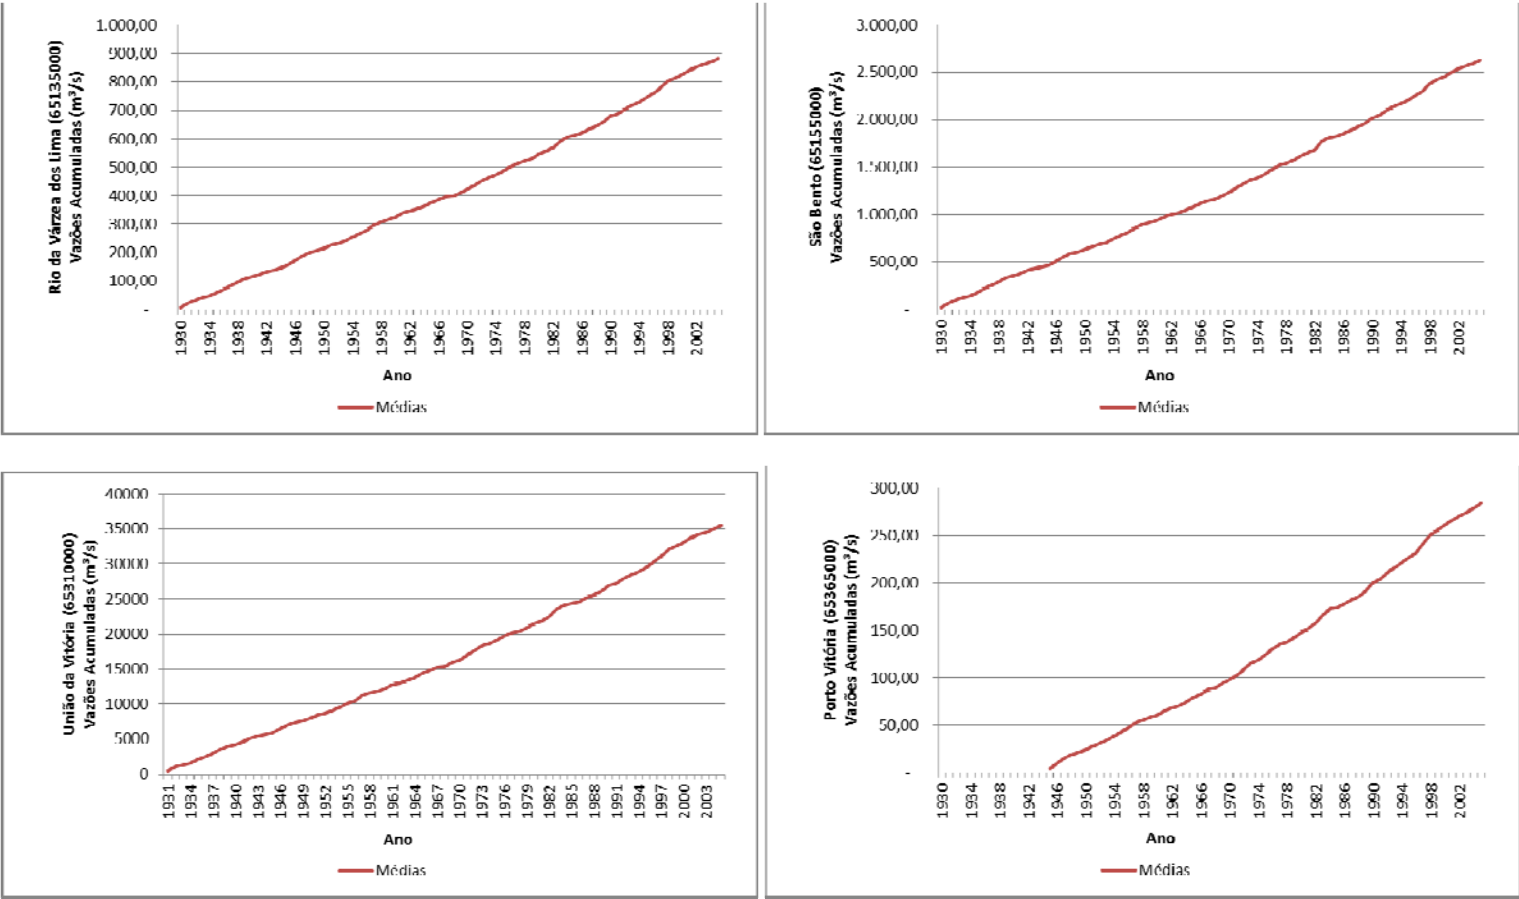 Rio da Várzea dos Lima (65135000)
Vazões Acumuladas (m³/s)
1.000,00
900,00
800,00
700,00
600,00
500,00
400,00
300,00
200,00
100,00
-
1930 1934 1938 1942 1946 1950 1954 1958 1962 1966 1970 1974 1978 1982 1986 1990 1994 1998 2002
Ano
Médias
São Bento (65155000)
Vazões Acumuladas (m³/s)
3.000,00
2.500,00
2.000,00
1.500,00
1.000,00
500,00
-
1930 1934 1938 1942 1946 1950 1954 1958 1962 1966 1970 1974 1978 1982 1986 1990 1994 1998 2002
Ano
Médias
União da Vitória (65310000)
Vazões Acumuladas (m³/s)
40000
35000
30000
25000
20000
15000
10000
5000
0
1931 1934 1937 1940 1943 1946 1949 1952 1955 1958 1961 1964 1967 1970 1973 1976 1979 1982 1985 1988 1991 1994 1997 2000 2003
Ano
Médias
Porto Vitória (65365000)
Vazões Acumuladas (m³/s)
300,00
250,00
200,00
150,00
100,00
50,00
-
1930 1934 1938 1942 1946 1950 1954 1958 1962 1966 1970 1974 1978 1982 1986 1990 1994 1998 2002
Ano
Médias